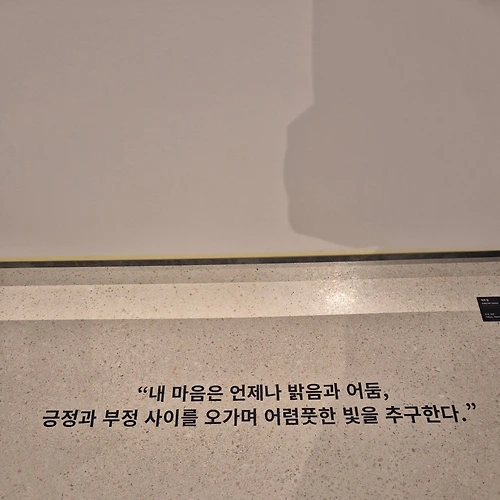 “내 마음은 언제나 밝음과 어둠,
긍정과 부정 사이를 오가며 어렴풋한 빛을 추구한다.”